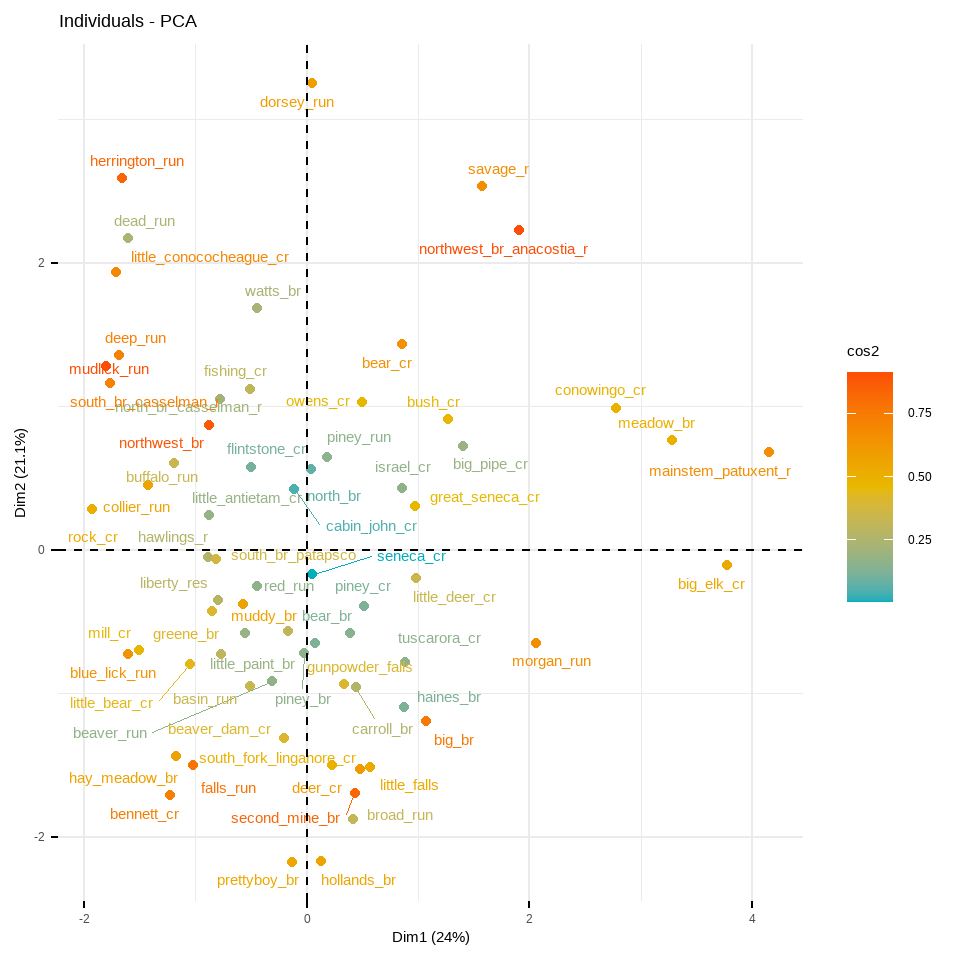 Individuals - PCA
dorsey_run
herrington_run
savage_r
dead_run
northwest_br_anacostia_r
little_conococheague_cr
2
watts_br
deep_run
bear_cr
mudlick_run
fishing_cr
conowingo_cr
south_br_casselman_r
owens_cr
bush_cr
north_br_casselman_r
meadow_br
northwest_br
piney_run
flintstone_cr
israel_cr
big_pipe_cr
mainstem_patuxent_r
buffalo_run
little_antietam_cr
north_br
great_seneca_cr
collier_run
cabin_john_cr
rock_cr
hawlings_r
0
south_br_patapsco
seneca_cr
liberty_res
red_run
piney_cr
big_elk_cr
little_deer_cr
muddy_br
bear_br
mill_cr
greene_br
tuscarora_cr
little_paint_br
gunpowder_falls
morgan_run
blue_lick_run
little_bear_cr
basin_run
piney_br
haines_br
beaver_run
beaver_dam_cr
carroll_br
big_br
south_fork_linganore_cr
hay_meadow_br
falls_run
deer_cr
little_falls
bennett_cr
second_mine_br
broad_run
-2
prettyboy_br
hollands_br
-2
0
2
4
Dim1 (24%)
Dim2 (21.1%)
cos2
0.75
0.50
0.25